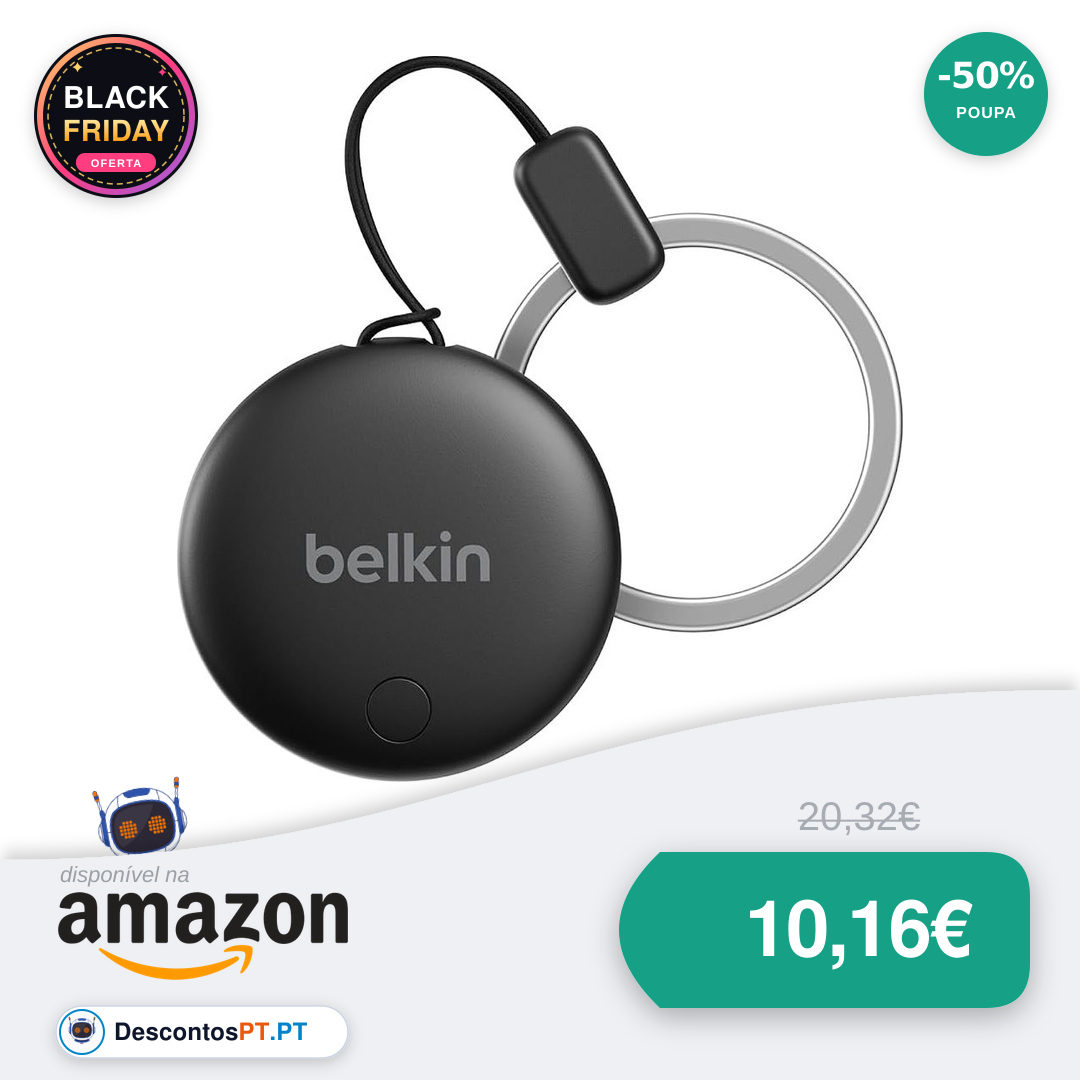 BLACK
FRIDAY
OFERTA
-50%
POUPA
belkin
20,32€
disponível na
amazon
10,16€
DescontosPT.PT